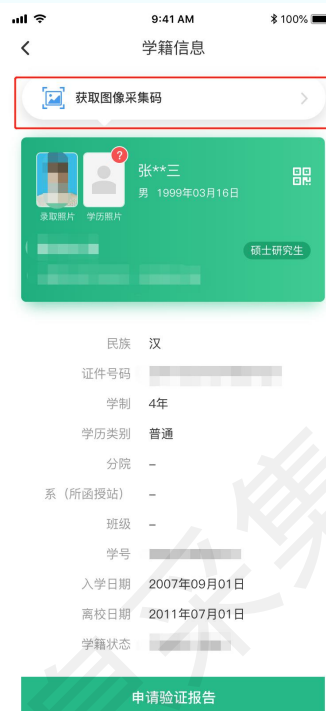 9:41 AM
100%
学籍信息
获取图像采集码
?
张**三
男 1999年03月16日
录取照片 学历照片
硕士研究生
民族 汉
证件号码
学制 4年
学历类别 普通
分院 –
系（所函授站） –
班级 –
学号
入学日期 2007年09月01日
离校日期 2011年07月01日
学籍状态
申请验证报告